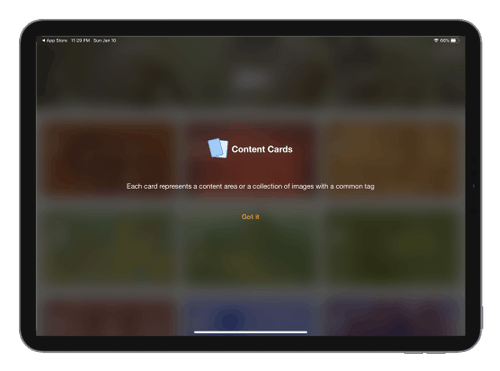 App Store 11:29 PM Sun Jan 10 66%
Content Cards
Each card represents a content area or a collection of images with a common tag
Got it